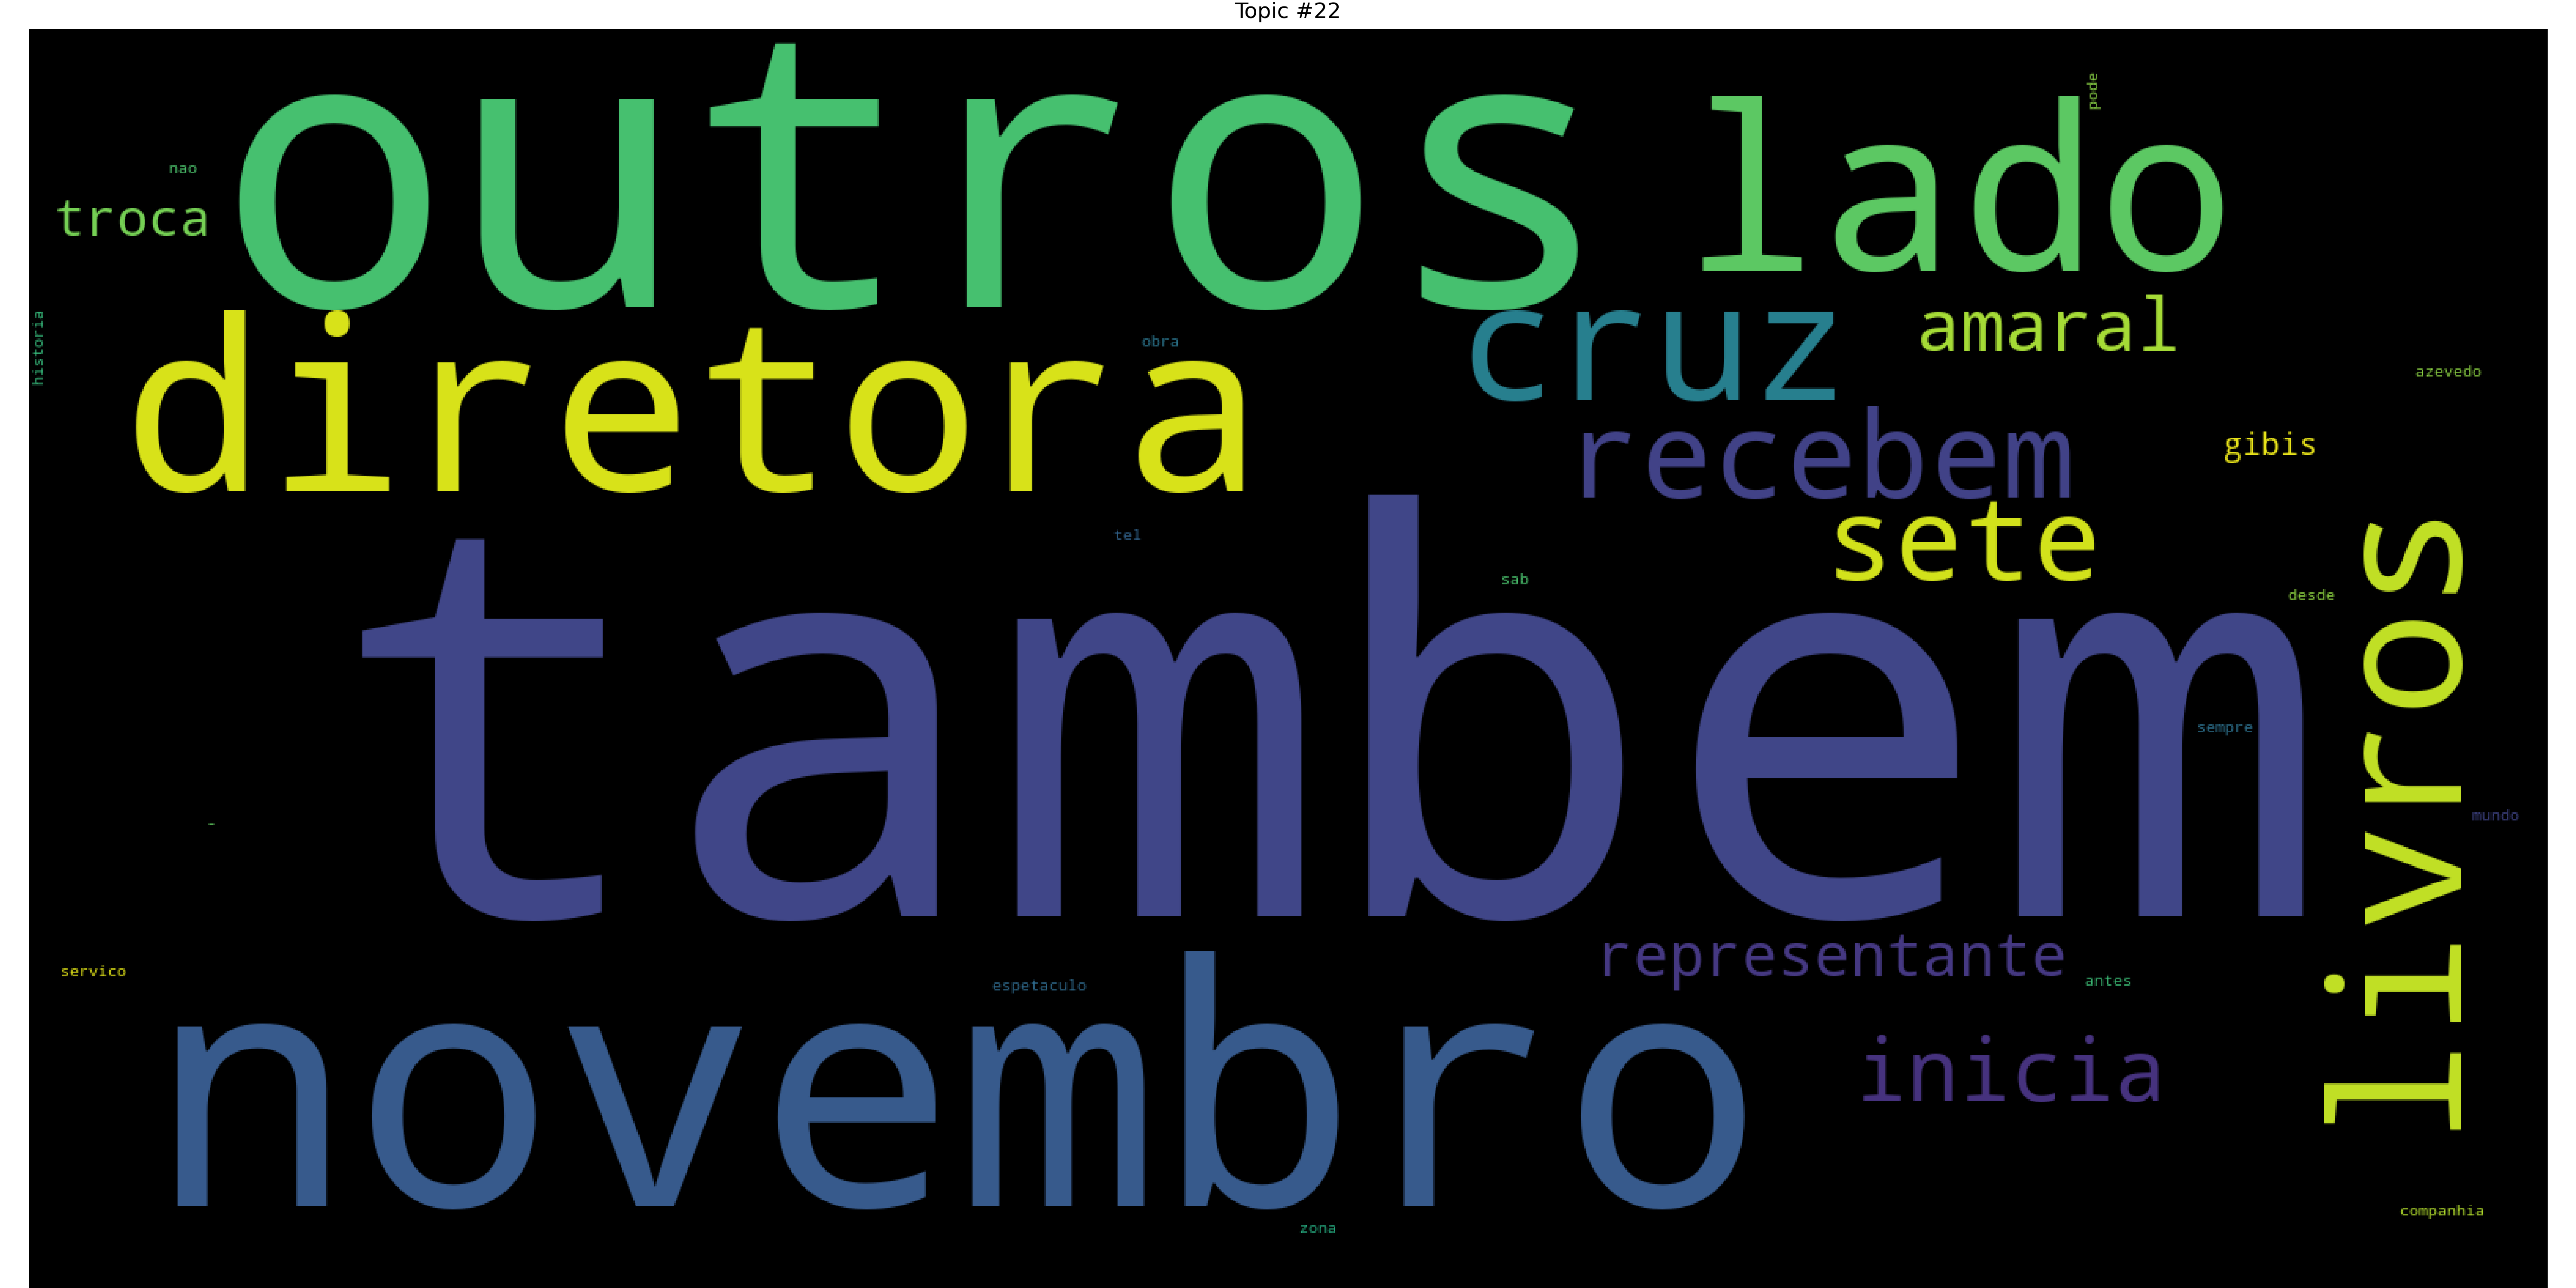 Topic #22
outros
lado
pode
nao
troca
historia
diretora
obra
cruz
amaral
azevedo
recebem
gibis
sete
tel
sab
desde
livros
tambem
sempre
mundo
-
representante
servico
espetaculo
antes
novembro
inicia
companhia
zona